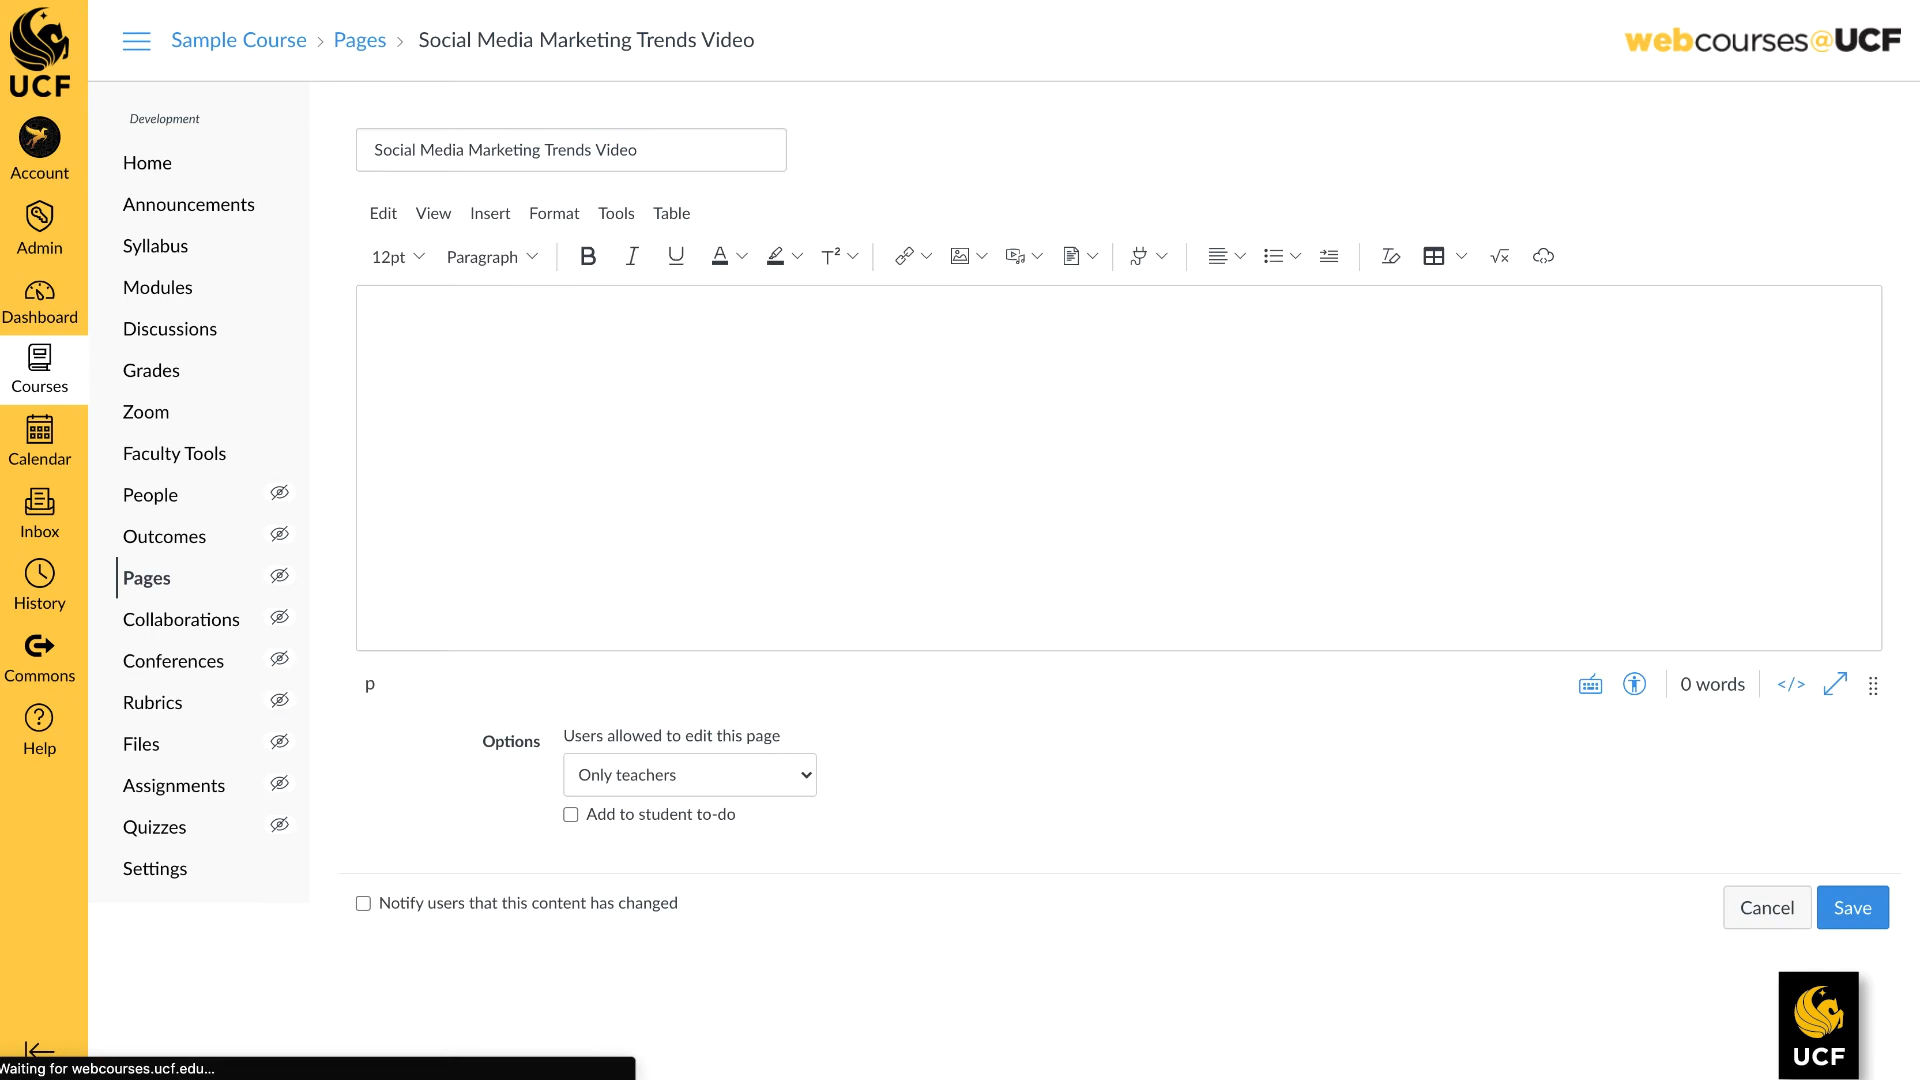 UCF
Sample Course > Pages > Social Media Marketing Trends Video
webcourses@UCF
Account
Admin
Dashboard
Courses
Calendar
Inbox
History
Commons
Help
Development
Home
Announcements
Syllabus
Modules
Discussions
Grades
Zoom
Faculty Tools
People
Outcomes
Pages
Collaborations
Conferences
Rubrics
Files
Assignments
Quizzes
Settings
Social Media Marketing Trends Video
Edit View Insert Format Tools Table
12pt Paragraph B I U A T² √x
p
0 words </>
Options
Users allowed to edit this page
Only teachers
Add to student to-do
Notify users that this content has changed
Cancel Save
UCF
Waiting for webcourses.ucf.edu...